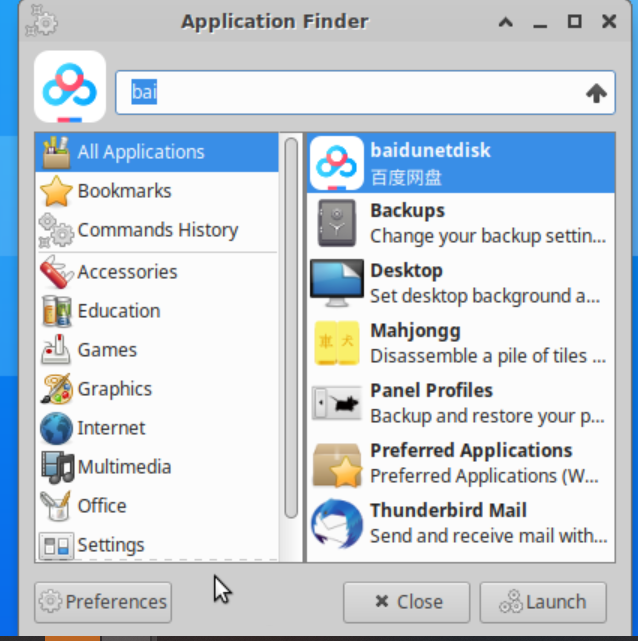 Application Finder
bai
All Applications
Bookmarks
Commands History
Accessories
Education
Games
Graphics
Internet
Multimedia
Office
Settings
baidunetdisk
百度网盘
Backups
Change your backup settin...
Desktop
Set desktop background a...
Mahjongg
Disassemble a pile of tiles ...
Panel Profiles
Backup and restore your p...
Preferred Applications
Preferred Applications (W...
Thunderbird Mail
Send and receive mail with...
Preferences
Close
Launch